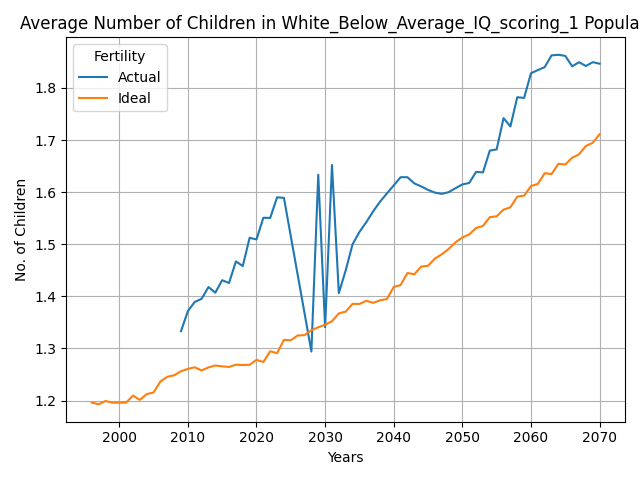 Average Number of Children in White_Below_Average_IQ_scoring_1 Popula
Fertility
Actual
Ideal
No. of Children
1.8
1.7
1.6
1.5
1.4
1.3
1.2
2000 2010 2020 2030 2040 2050 2060 2070
Years